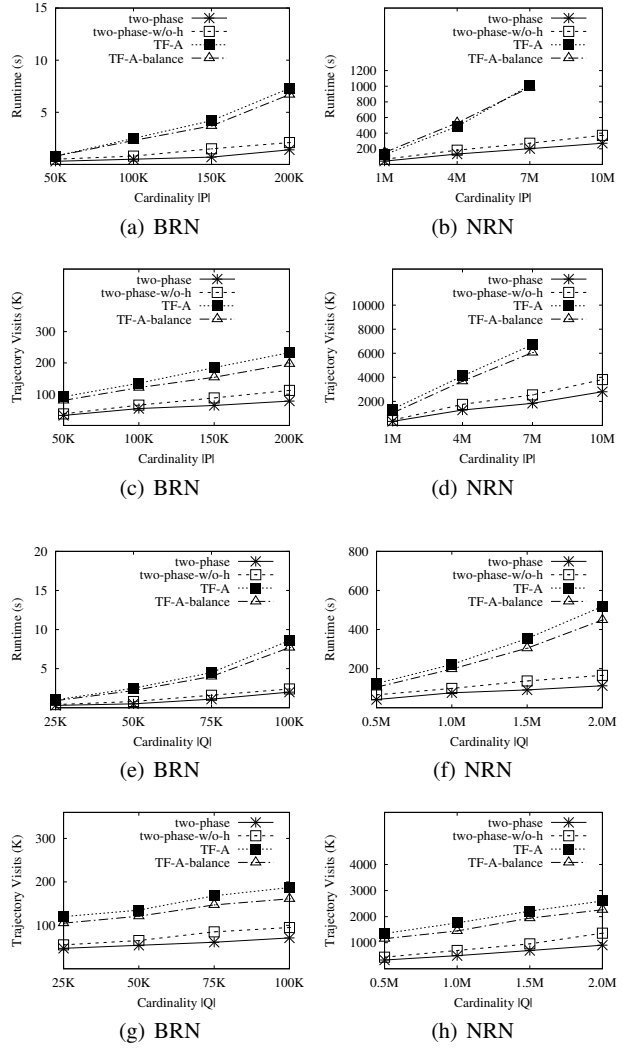 two-phase
two-phase-w/o-h
TF-A
TF-A-balance
15
10
5
Runtime (s)
50K 100K 150K 200K
Cardinality |P|
(a) BRN
two-phase
two-phase-w/o-h
TF-A
TF-A-balance
1200
1000
800
600
400
200
Runtime (s)
1M 4M 7M 10M
Cardinality |P|
(b) NRN
two-phase
two-phase-w/o-h
TF-A
TF-A-balance
300
200
100
Trajectory Visits (K)
50K 100K 150K 200K
Cardinality |P|
(c) BRN
two-phase
two-phase-w/o-h
TF-A
TF-A-balance
10000
8000
6000
4000
2000
Trajectory Visits (K)
1M 4M 7M 10M
Cardinality |P|
(d) NRN
two-phase
two-phase-w/o-h
TF-A
TF-A-balance
20
15
10
5
Runtime (s)
25K 50K 75K 100K
Cardinality |Q|
(e) BRN
two-phase
two-phase-w/o-h
TF-A
TF-A-balance
800
600
400
200
Runtime (s)
0.5M 1.0M 1.5M 2.0M
Cardinality |Q|
(f) NRN
two-phase
two-phase-w/o-h
TF-A
TF-A-balance
300
200
100
Trajectory Visits (K)
25K 50K 75K 100K
Cardinality |Q|
(g) BRN
two-phase
two-phase-w/o-h
TF-A
TF-A-balance
4000
3000
2000
1000
Trajectory Visits (K)
0.5M 1.0M 1.5M 2.0M
Cardinality |Q|
(h) NRN